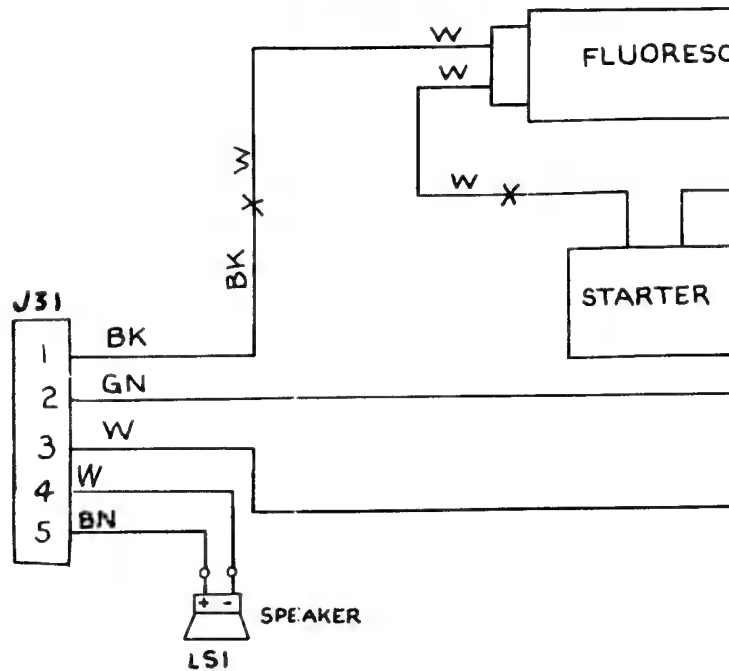 W
FLUORESC
W
W
W
BK
STARTER
J31
1 BK
2 GN
3 W
4 W
5 BN
+ -
SPEAKER
LS1